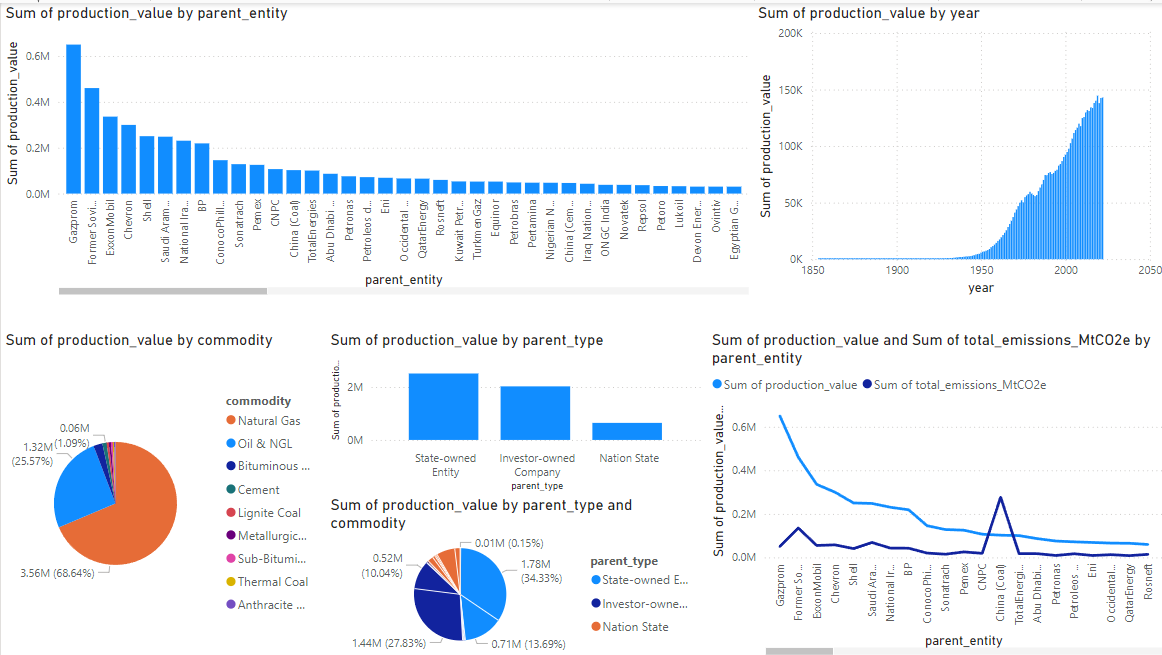 Sum of production_value by parent_entity
Sum of production_value
0.6M
0.4M
0.2M
0.0M
Gazprom
Former Sovi...
ExxonMobil
Chevron
Shell
Saudi Aram...
National Ira...
BP
ConocoPhill...
Sonatrach
Pemex
CNPC
China (Coal)
TotalEnergies
Abu Dhabi ...
Petronas
Petroleos d...
Eni
Occidental ...
QatarEnergy
Rosneft
Kuwait Petr...
TurkmenGaz
Equinor
Petrobras
Pertamina
Nigerian N...
China (Cem...
Iraq Nation...
ONGC India
Novatek
Repsol
Petoro
Lukoil
Devon Ener...
Ovintiv
Egyptian G...
parent_entity
Sum of production_value by year
Sum of production_value
200K
150K
100K
50K
0K
1850
1900
1950
2000
2050
year
Sum of production_value by commodity
0.06M
(1.09%)
1.32M
(25.57%)
3.56M (68.64%)
commodity
Natural Gas
Oil & NGL
Bituminous ...
Cement
Lignite Coal
Metallurgic...
Sub-Bitumi...
Thermal Coal
Anthracite ...
Sum of production_value by parent_type
Sum of productio...
2M
0M
State-owned
Entity
Investor-owned
Company
Nation State
parent_type
Sum of production_value by parent_type and
commodity
0.01M (0.15%)
0.52M
(10.04%)
1.78M
(34.33%)
1.44M (27.83%)
0.71M (13.69%)
parent_type
State-owned E...
Investor-owne...
Nation State
Sum of production_value and Sum of total_emissions_MtCO2e by
parent_entity
Sum of production_value
Sum of total_emissions_MtCO2e
Sum of production_value...
0.6M
0.4M
0.2M
0.0M
Gazprom
Former So...
ExxonMobil
Chevron
Shell
Saudi Ara...
National Ir...
BP
ConocoPhi...
Sonatrach
Pemex
CNPC
China (Coal)
TotalEnergi...
Abu Dhabi...
Petronas
Petroleos ...
Eni
Occidental...
QatarEnergy
Rosneft
parent_entity